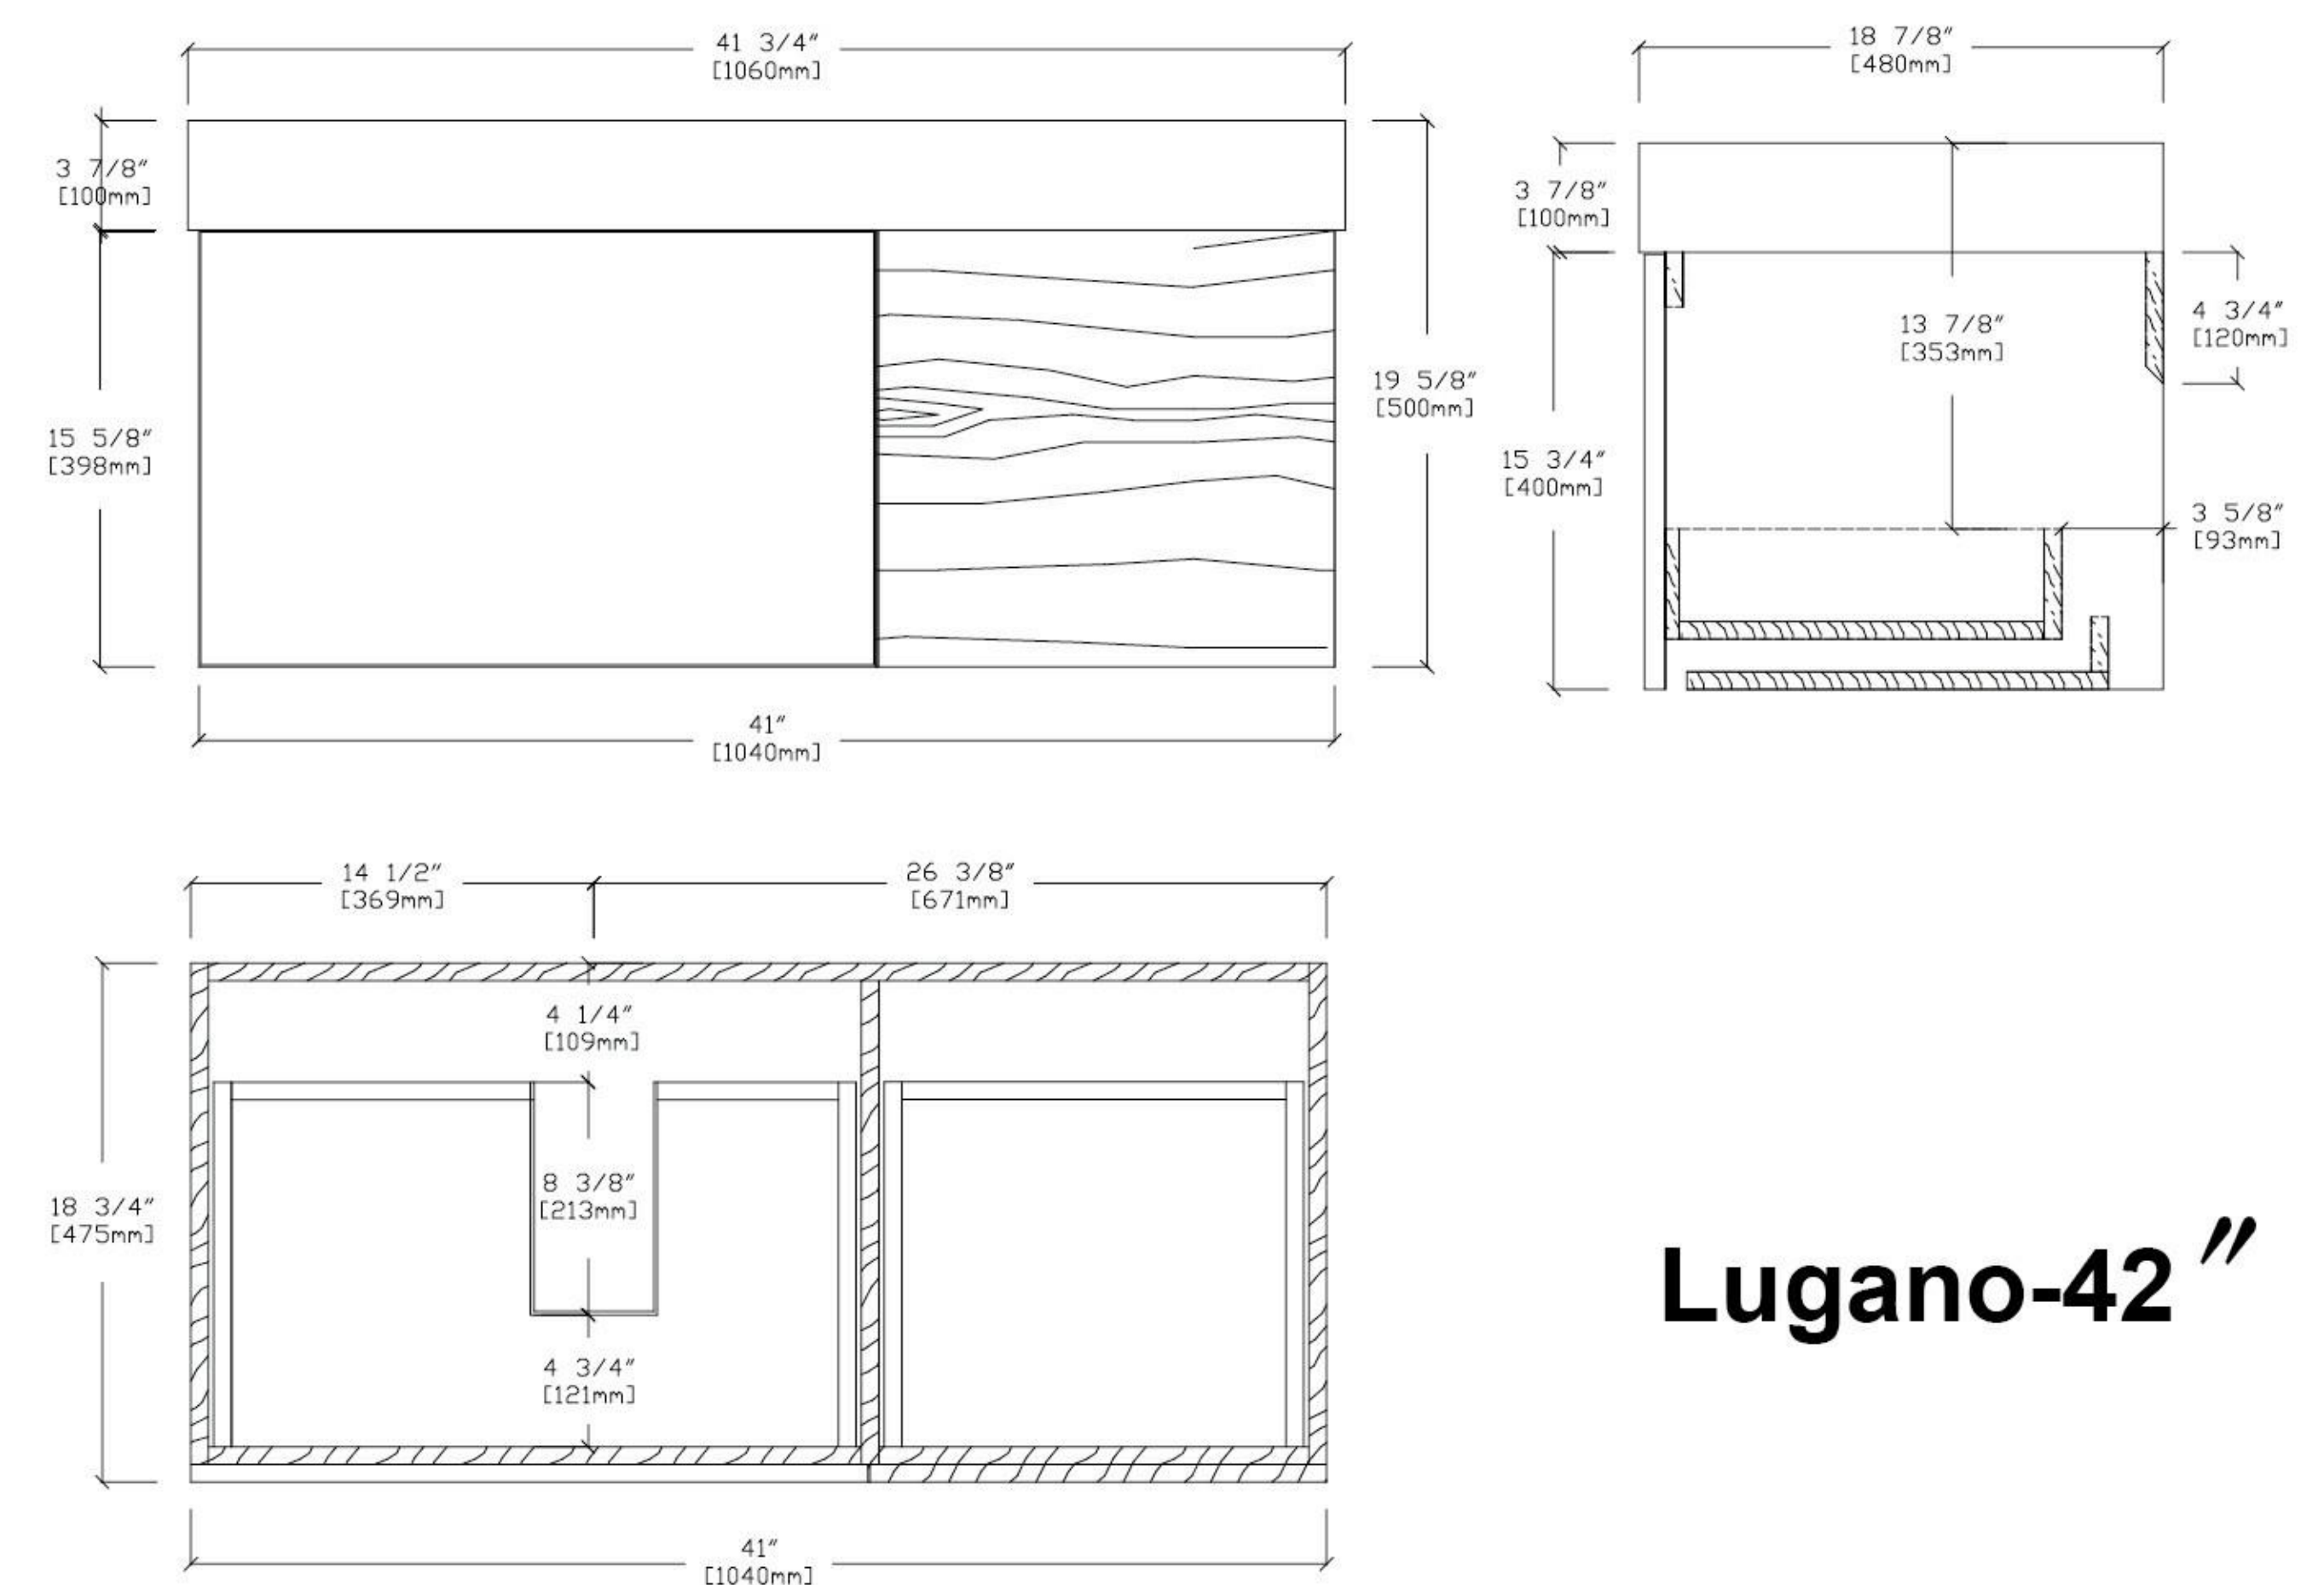 41 3/4"
[1060mm]
18 7/8"
[480mm]
3 7/8"
[100mm]
3 7/8"
[100mm]
13 7/8"
[353mm]
4 3/4"
[120mm]
19 5/8"
[500mm]
15 5/8"
[398mm]
15 3/4"
[400mm]
3 5/8"
[93mm]
41"
[1040mm]
14 1/2"
[369mm]
26 3/8"
[671mm]
4 1/4"
[109mm]
8 3/8"
[213mm]
18 3/4"
[475mm]
4 3/4"
[121mm]
Lugano-42"
41"
[1040mm]